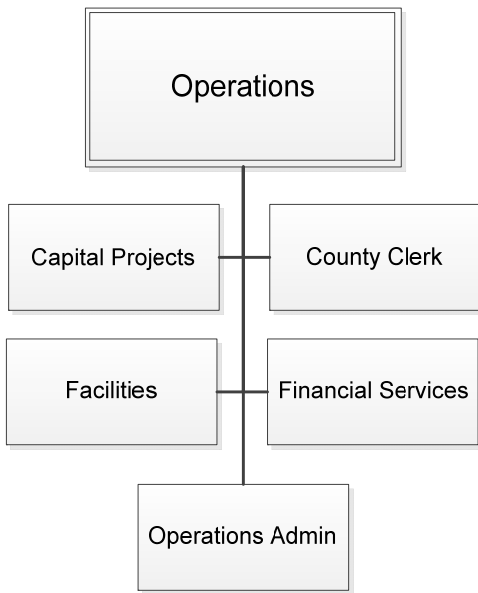 Operations
Capital Projects
County Clerk
Facilities
Financial Services
Operations Admin